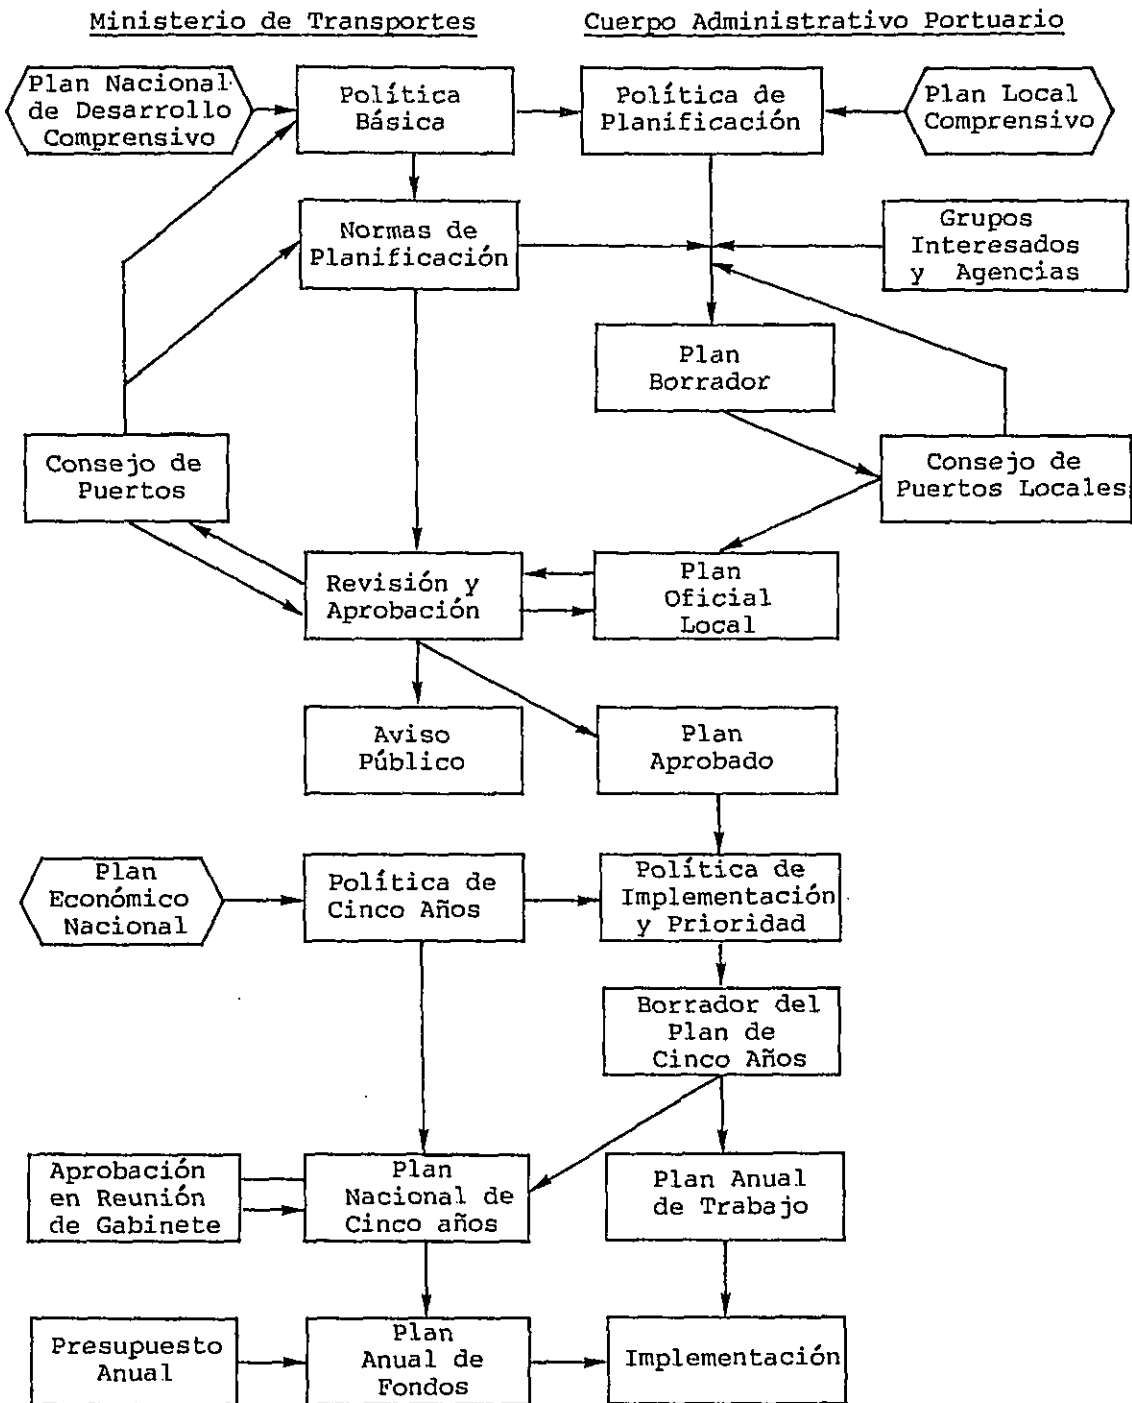 Ministerio de Transportes
Cuerpo Administrativo Portuario
Plan Nacional
de Desarrollo
Comprensivo
Política
Básica
Política de
Planificación
Plan Local
Comprensivo
Normas de
Planificación
Grupos
Interesados
y Agencias
Plan
Borrador
Consejo de
Puertos
Consejo de
Puertos Locales
Revisión y
Aprobación
Plan
Oficial
Local
Aviso
Público
Plan
Aprobado
Plan
Económico
Nacional
Política de
Cinco Años
Política de
Implementación
y Prioridad
Borrador del
Plan de
Cinco Años
Aprobación
en Reunión
de Gabinete
Plan
Nacional de
Cinco años
Plan Anual
de Trabajo
Presupuesto
Anual
Plan
Anual de
Fondos
Implementación